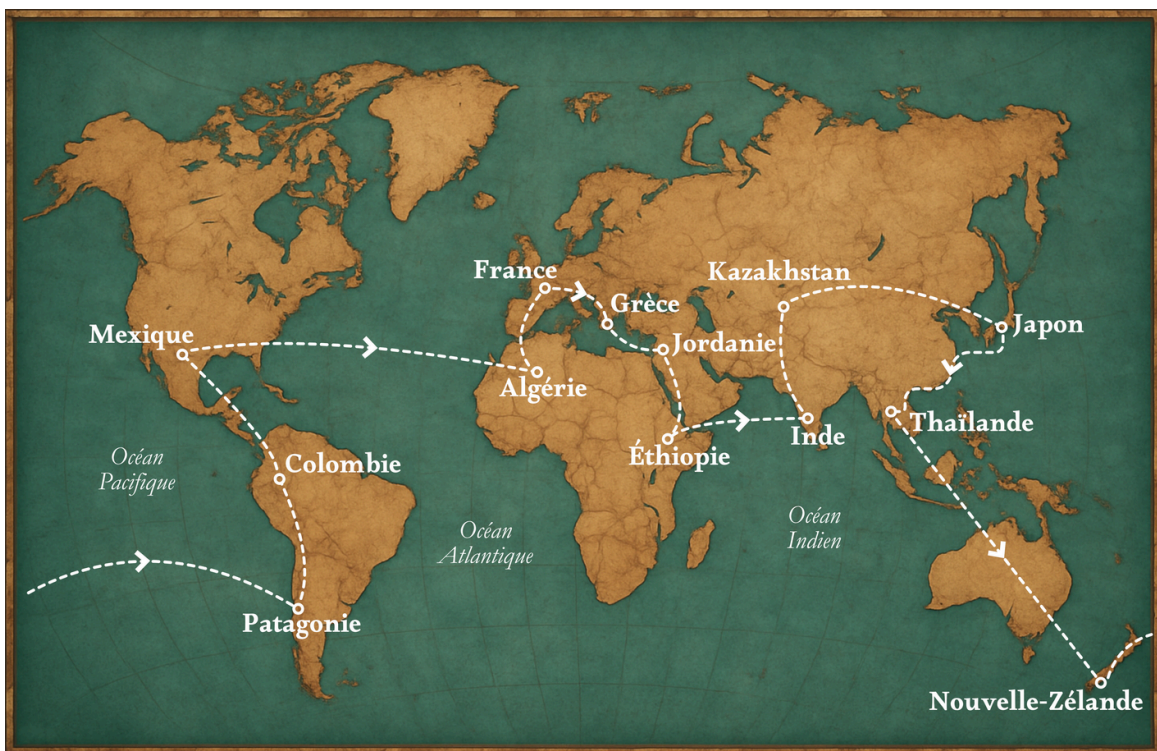 France
Kazakhstan
Grèce
Japon
Mexique
Jordanie
Algérie
Thaïlande
Inde
Éthiopie
Colombie
Océan
Pacifique
Océan
Atlantique
Océan
Indien
Patagonie
Nouvelle-Zélande